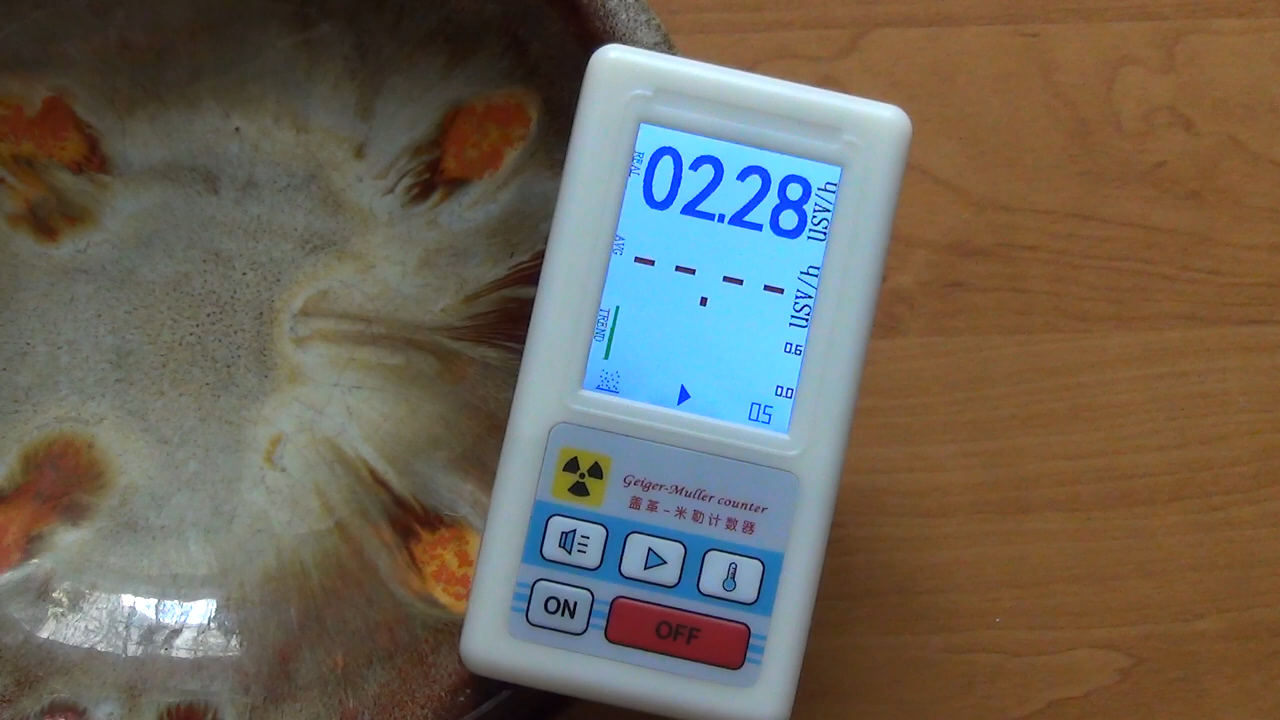 REAL
02.28 usv/h
AVG
- - - -. usv/h
TREND
0.6
0.0
05
Geiger-Muller counter
盖革-米勒计数器
ON
OFF